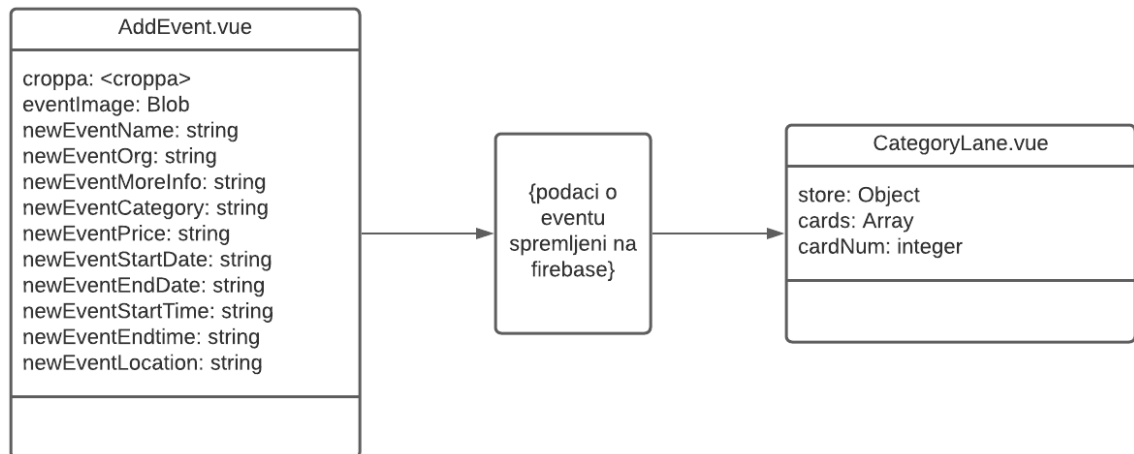 AddEvent.vue
croppa: <croppa>
eventImage: Blob
newEventName: string
newEventOrg: string
newEventMoreInfo: string
newEventCategory: string
newEventPrice: string
newEventStartDate: string
newEventEndDate: string
newEventStartTime: string
newEventEndtime: string
newEventLocation: string
{podaci o
eventu
spremljeni na
firebase}
CategoryLane.vue
store: Object
cards: Array
cardNum: integer